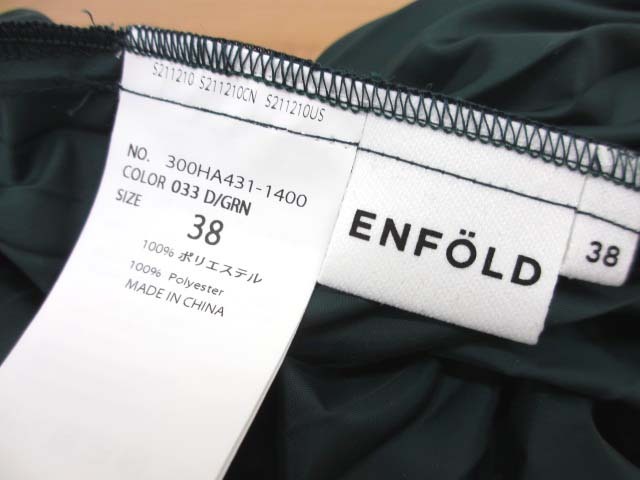 S211210 S211210CN S211210US
NO. 300HA431-1400
COLOR 033 D/GRN
SIZE 38
100% ポリエステル
100% Polyester
MADE IN CHINA
ENFÖLD
38